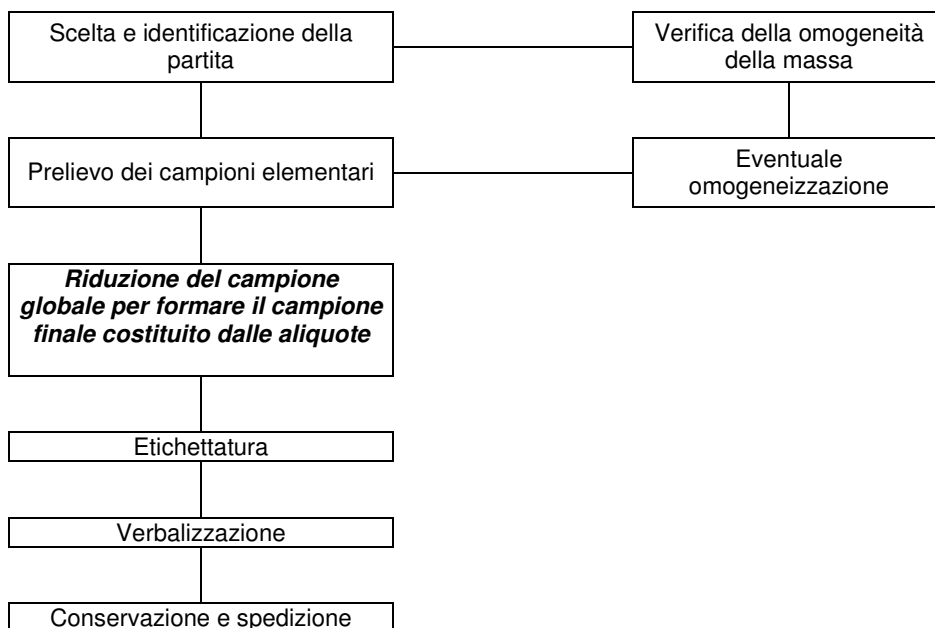 Scelta e identificazione della
partita
Verifica della omogeneità
della massa
Prelievo dei campioni elementari
Eventuale
omogeneizzazione
Riduzione del campione
globale per formare il campione
finale costituito dalle aliquote
Etichettatura
Verbalizzazione
Conservazione e spedizione